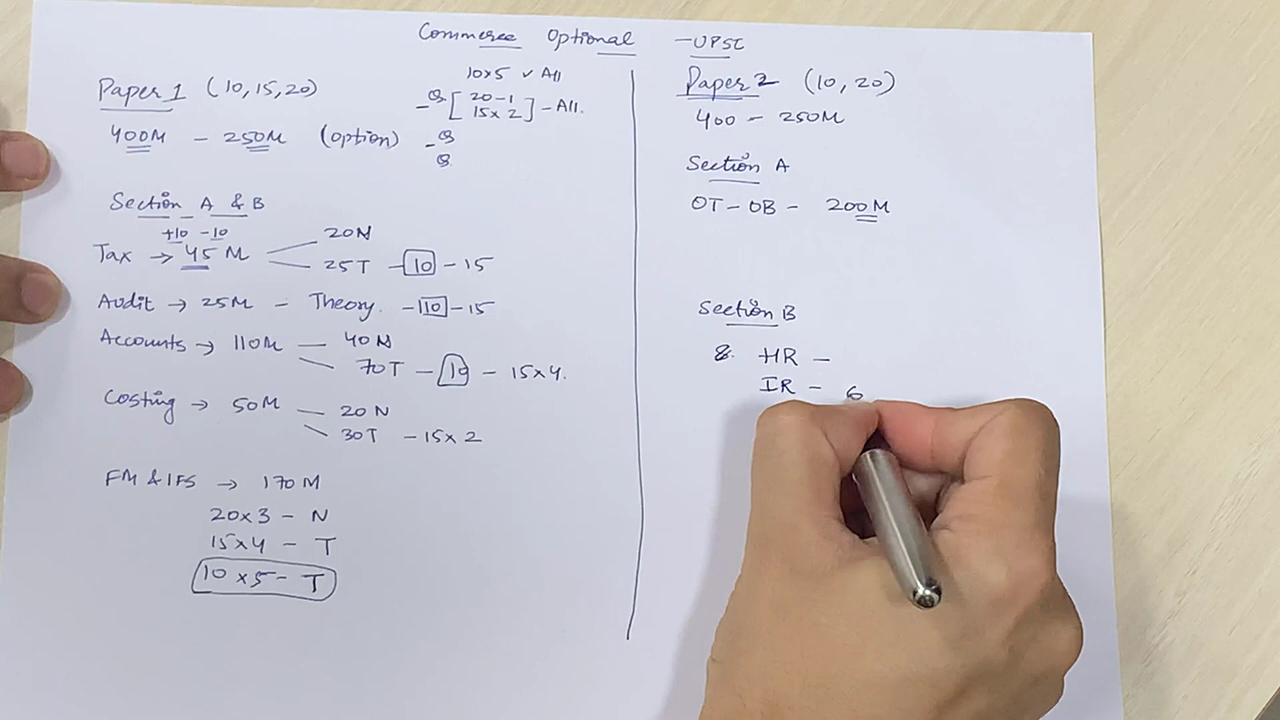 Commerce Optional - UPSC
Paper 1 (10,15,20)
10x5 ✓ All
- Q [ 20-1
15x2 ] - All.
400M - 250M (option) - Q
Q
Section A & B
+10 -10
Tax → 45 M
20N
25T - 10 - 15
Audit → 25M - Theory. - 10 - 15
Accounts → 110M - 40N
70T - 10 - 15x4.
Costing → 50M - 20N
30T - 15x2
FM & IFS → 170M
20x3 - N
15x4 - T
10x5 - T
Paper 2 (10,20)
400 - 250M
Section A
OT - OB - 200M
Section B
HR -
IR - 6